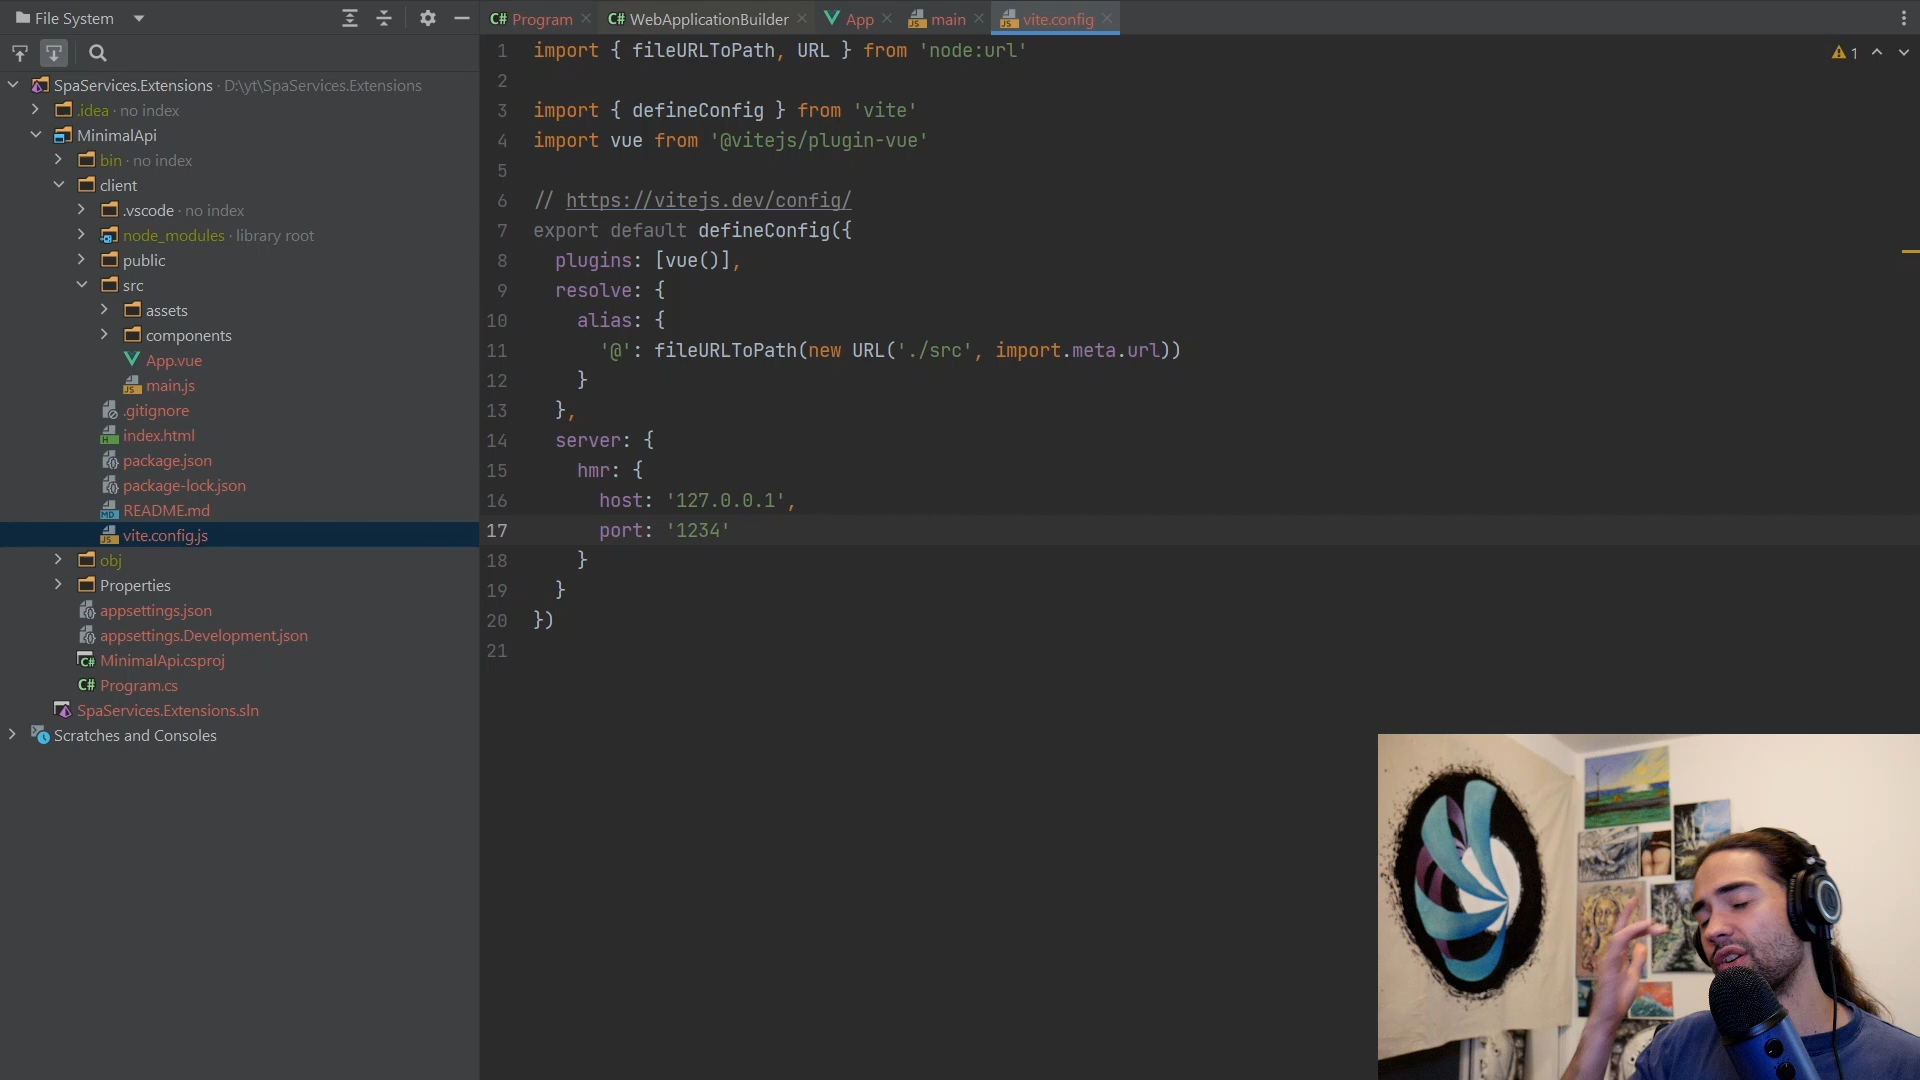 File System
SpaServices.Extensions · D:\yt\SpaServices.Extensions
.idea · no index
MinimalApi
bin · no index
client
.vscode · no index
node_modules · library root
public
src
assets
components
App.vue
main.js
.gitignore
index.html
package.json
package-lock.json
README.md
vite.config.js
obj
Properties
appsettings.json
appsettings.Development.json
MinimalApi.csproj
C# Program.cs
SpaServices.Extensions.sln
Scratches and Consoles
C# Program C# WebApplicationBuilder App main vite.config
1
1 import { fileURLToPath, URL } from 'node:url'
2
3 import { defineConfig } from 'vite'
4 import vue from '@vitejs/plugin-vue'
5
6 // https://vitejs.dev/config/
7 export default defineConfig({
8 plugins: [vue()],
9 resolve: {
10 alias: {
11 '@': fileURLToPath(new URL('./src', import.meta.url))
12 }
13 },
14 server: {
15 hmr: {
16 host: '127.0.0.1',
17 port: '1234'
18 }
19 }
20 })
21